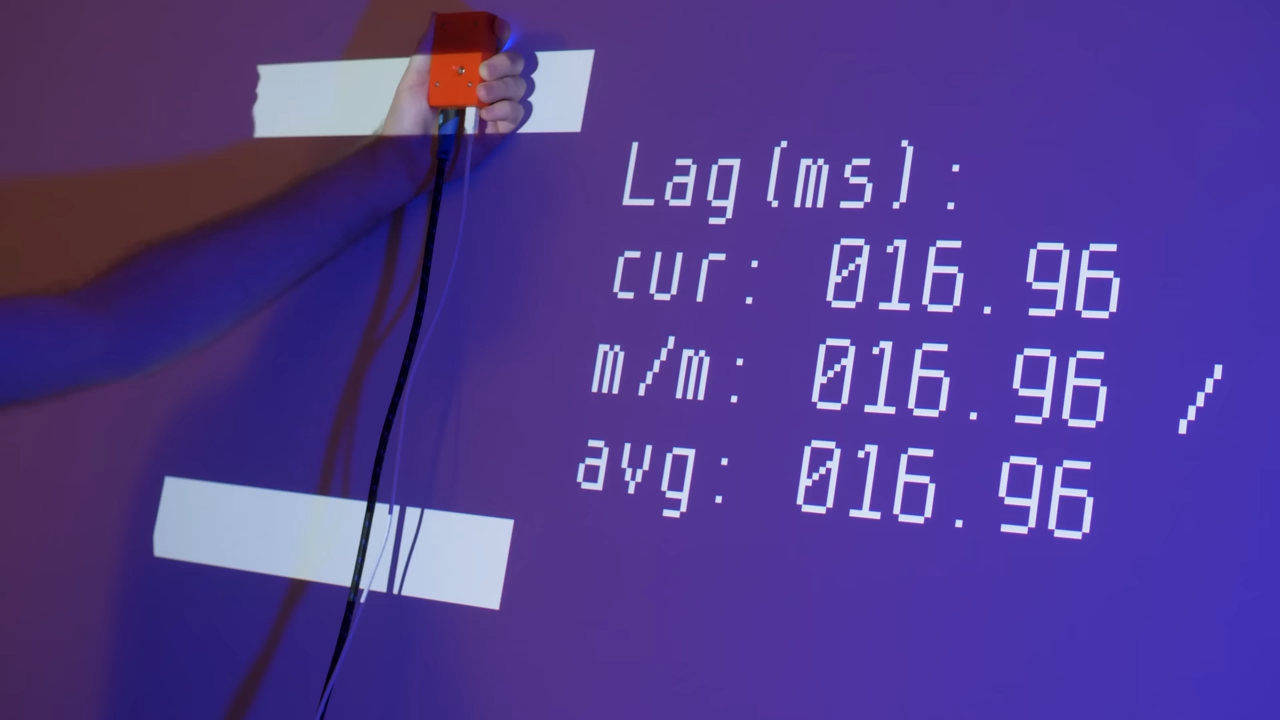 Lag(ms):
cur: 016.96
m/m: 016.96 /
avg: 016.96